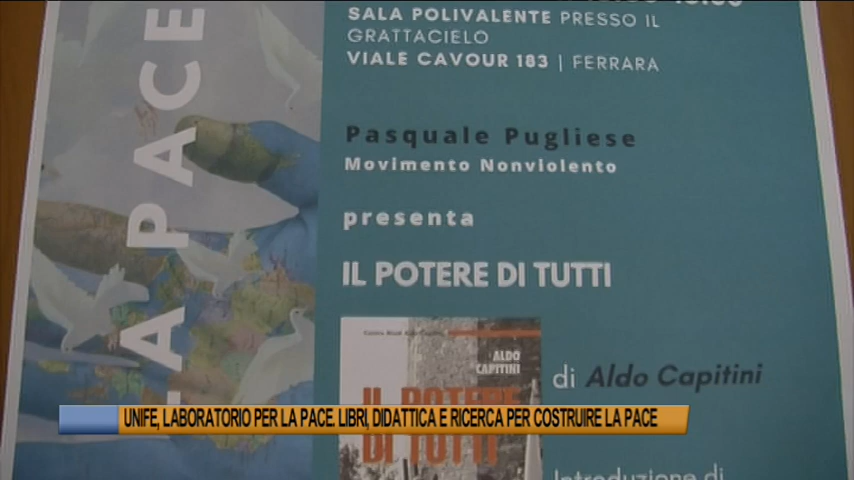 SALA POLIVALENTE PRESSO IL
GRATTACIELO
VIALE CAVOUR 183 | FERRARA
Pasquale Pugliese
Movimento Nonviolento
presenta
IL POTERE DI TUTTI
LA PACE
ALDO
CAPITINI
IL POTERE
DI TUTTI
di Aldo Capitini
Introduzione di
UNIFE, LABORATORIO PER LA PACE. LIBRI, DIDATTICA E RICERCA PER COSTRUIRE LA PACE